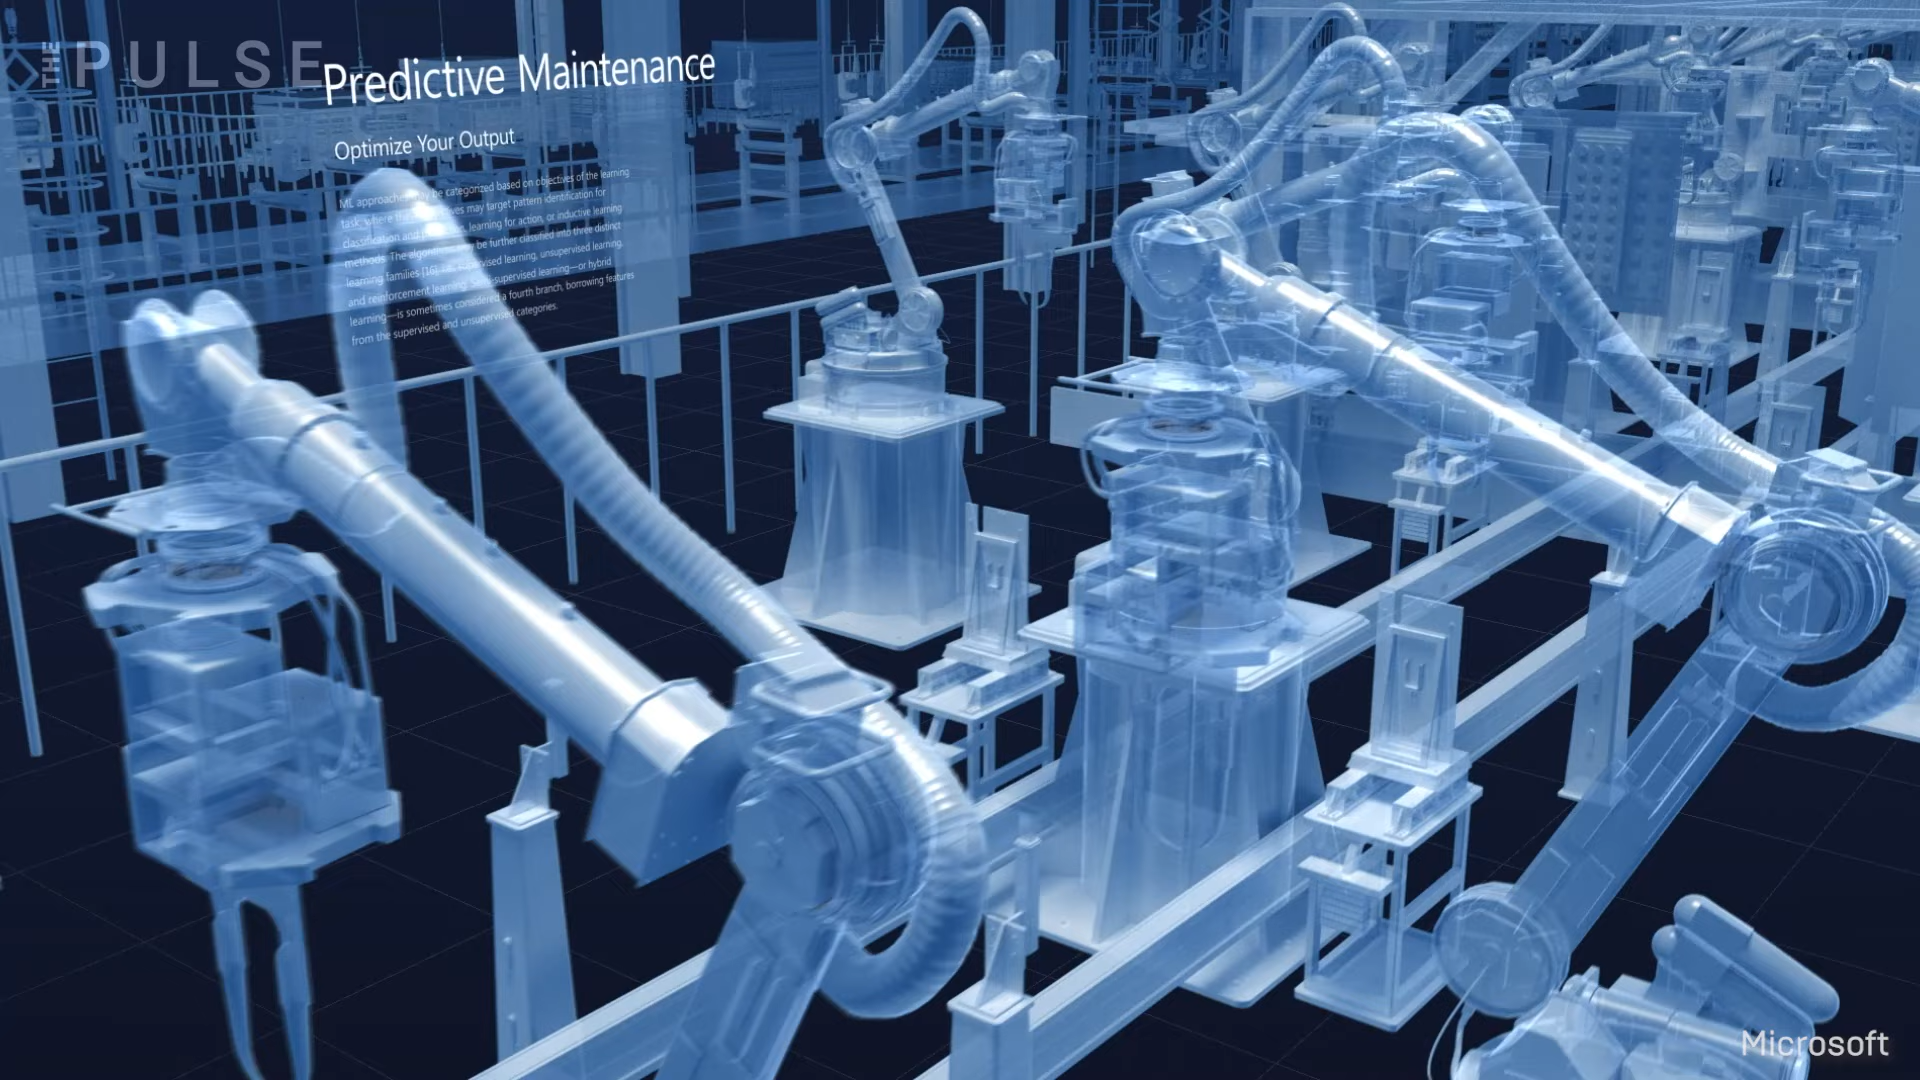 THE PULSE
Predictive Maintenance
Optimize Your Output
ML approaches may be categorized based on objectives of the learning
task, where these may target pattern identification for
classification and learning for action, or inductive learning
methods. The be further classified into three distinct
learning families [16] supervised learning, unsupervised learning,
and reinforcement learning. supervised learning—or hybrid
learning—is sometimes considered a fourth branch, borrowing features
from the supervised and unsupervised categories.
Microsoft